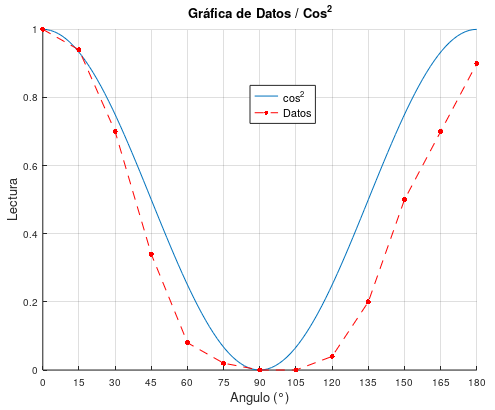 Gráfica de Datos / Cos²
1
0.8
0.6
0.4
0.2
0
Lectura
cos²
Datos
0 15 30 45 60 75 90 105 120 135 150 165 180
Angulo (°)